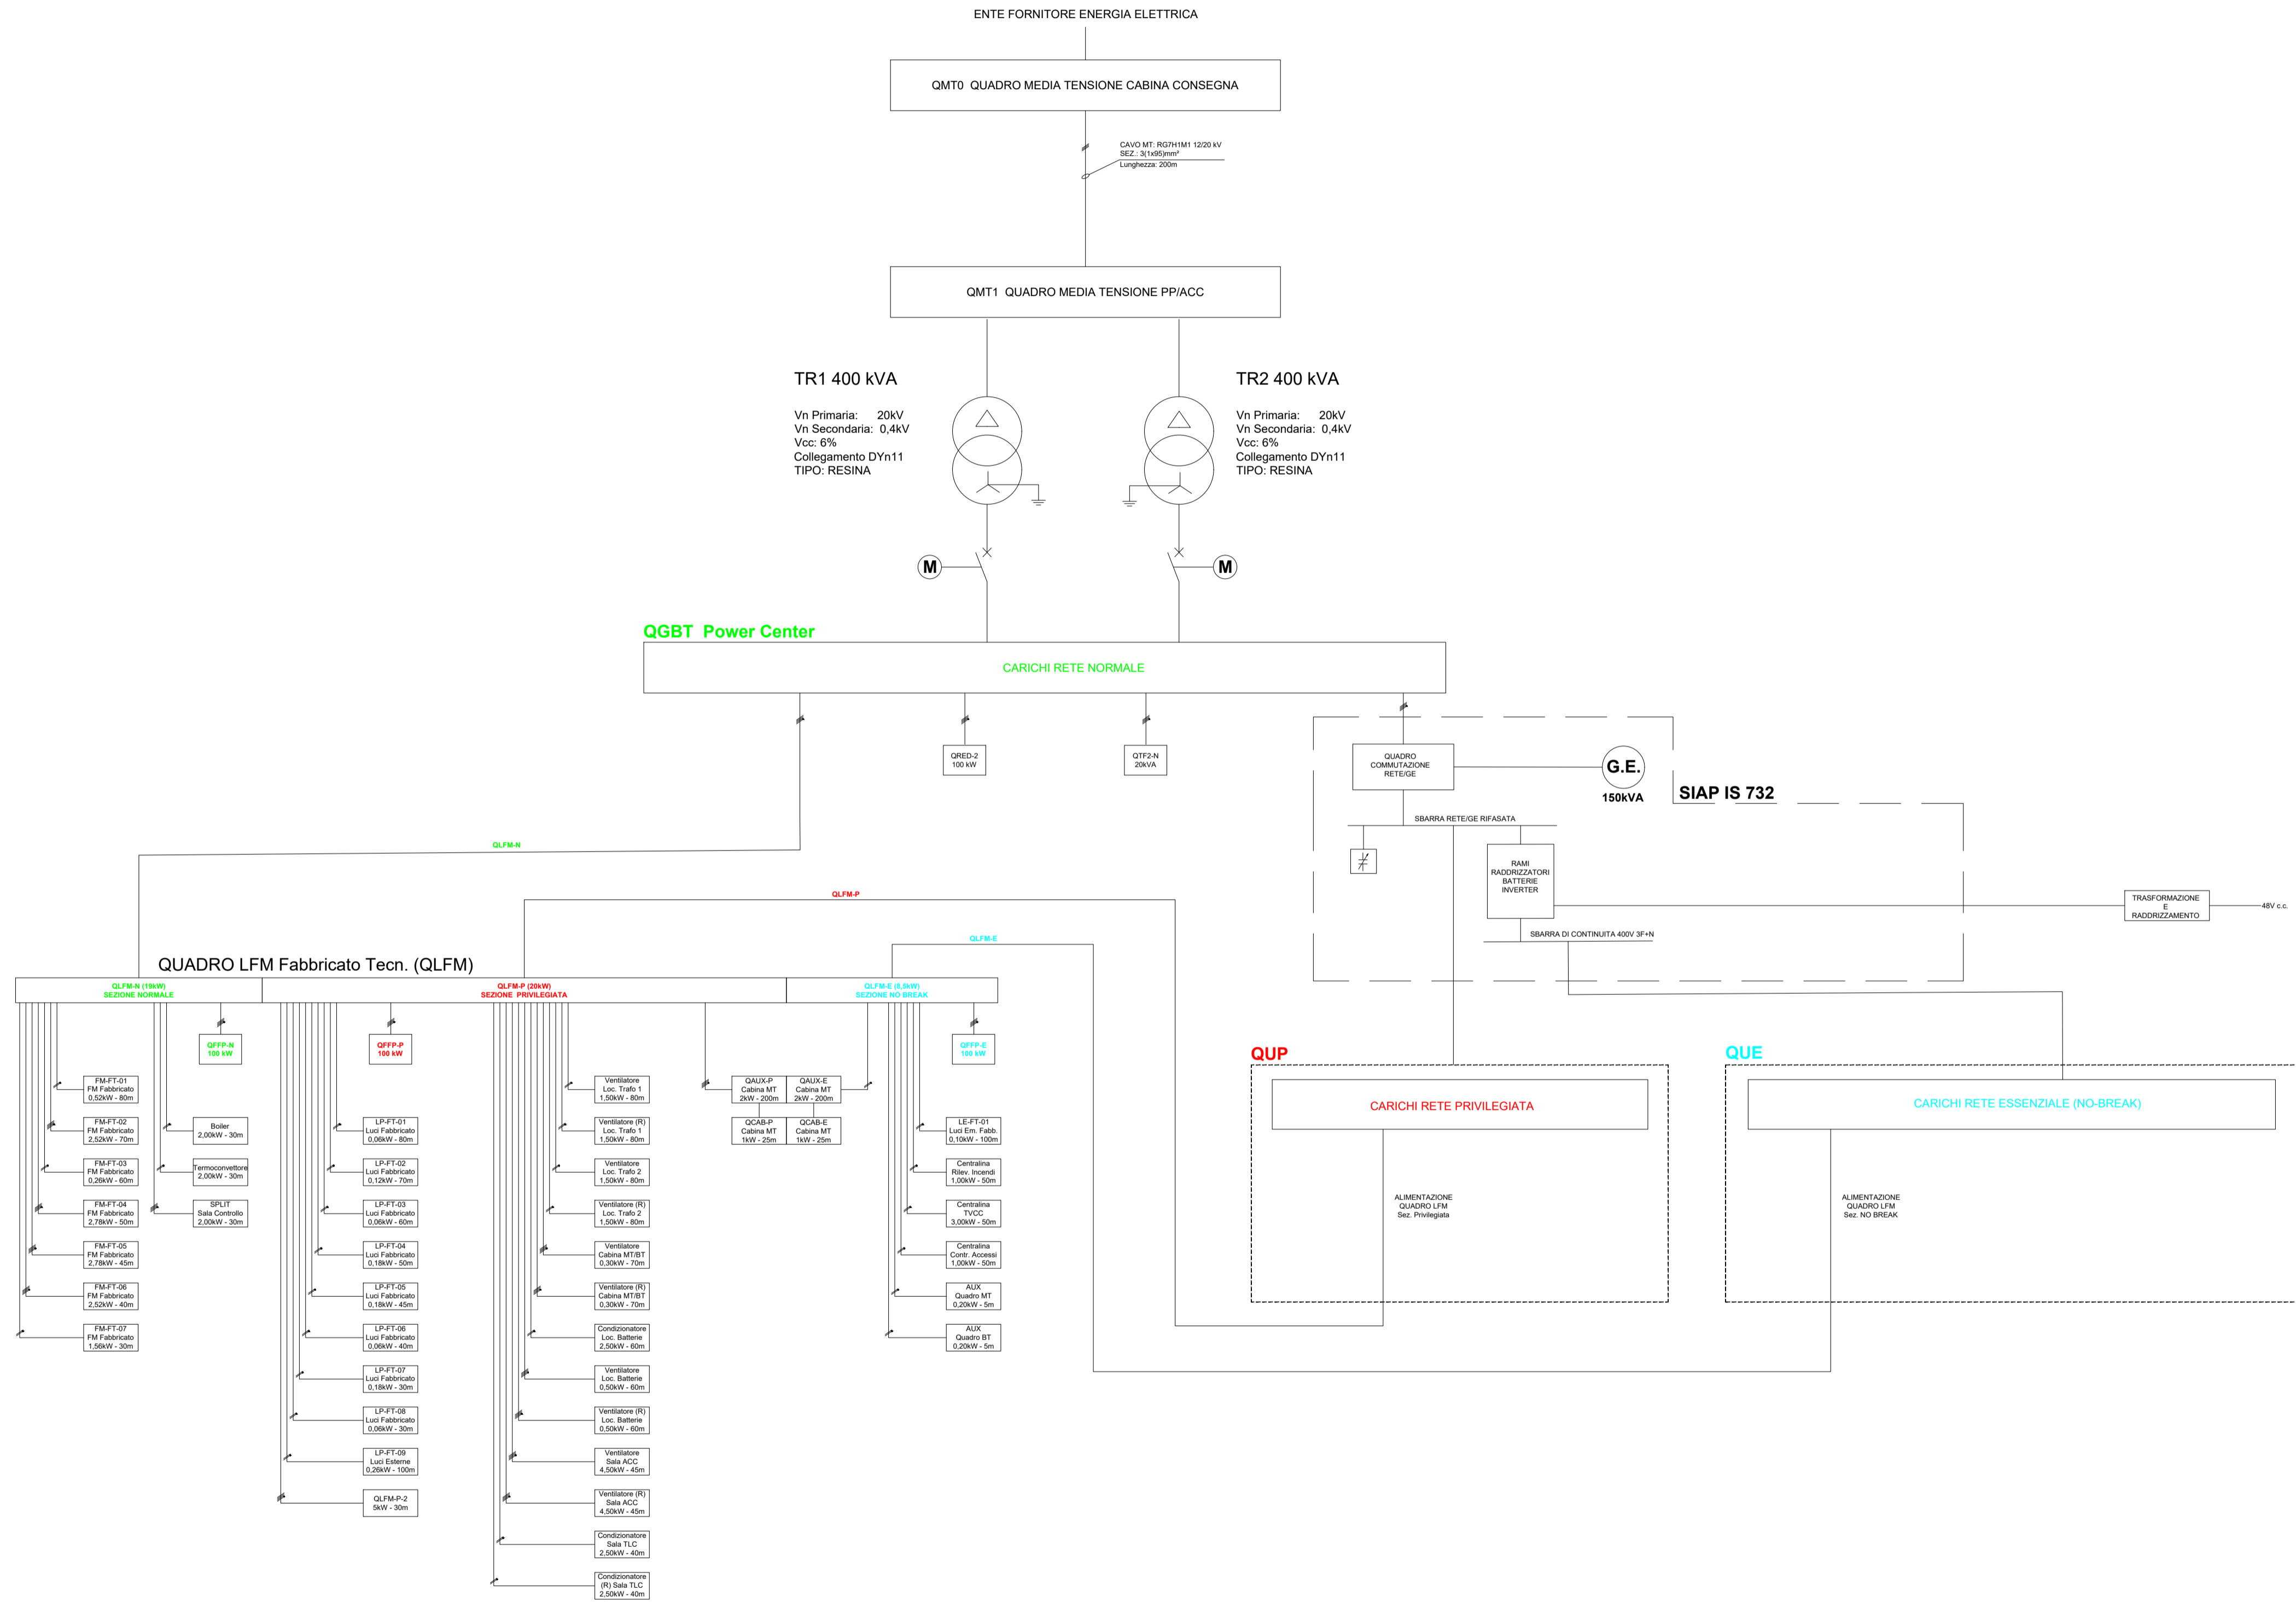 ENTE FORNITORE ENERGIA ELETTRICA
QMT0 QUADRO MEDIA TENSIONE CABINA CONSEGNA
CAVO MT: RG7H1M1 12/20 kV
SEZ.: 3(1x95)mm²
Lunghezza: 200m
QMT1 QUADRO MEDIA TENSIONE PP/ACC
TR1 400 kVA
Vn Primaria: 20kV
Vn Secondaria: 0,4kV
Vcc: 6%
Collegamento DYn11
TIPO: RESINA
TR2 400 kVA
Vn Primaria: 20kV
Vn Secondaria: 0,4kV
Vcc: 6%
Collegamento DYn11
TIPO: RESINA
M
M
QGBT Power Center
CARICHI RETE NORMALE
QRED-2
100 kW
QTF2-N
20kVA
QUADRO
COMMUTAZIONE
RETE/GE
G.E.
150kVA
SIAP IS 732
SBARRA RETE/GE RIFASATA
RAMI
RADDRIZZATORI
BATTERIE
INVERTER
SBARRA DI CONTINUITA 400V 3F+N
TRASFORMAZIONE
E
RADDRIZZAMENTO
48V c.c.
QLFM-N
QLFM-P
QLFM-E
QUADRO LFM Fabbricato Tecn. (QLFM)
QLFM-N (19kW)
SEZIONE NORMALE
QLFM-P (20kW)
SEZIONE PRIVILEGIATA
QLFM-E (8.5kW)
SEZIONE NO BREAK
QFFP-N
100 kW
QFFP-P
100 kW
QFFP-E
100 kW
FM-FT-01
FM Fabbricato
0,52kW - 80m
FM-FT-02
FM Fabbricato
2,52kW - 70m
FM-FT-03
FM Fabbricato
0,26kW - 60m
FM-FT-04
FM Fabbricato
2,78kW - 50m
FM-FT-05
FM Fabbricato
2,78kW - 45m
FM-FT-06
FM Fabbricato
2,52kW - 40m
FM-FT-07
FM Fabbricato
1,56kW - 30m
Boiler
2,00kW - 30m
Termoconvettore
2,00kW - 30m
SPLIT
Sala Controllo
2,00kW - 30m
LP-FT-01
Luci Fabbricato
0,06kW - 80m
LP-FT-02
Luci Fabbricato
0,12kW - 70m
LP-FT-03
Luci Fabbricato
0,06kW - 60m
LP-FT-04
Luci Fabbricato
0,18kW - 50m
LP-FT-05
Luci Fabbricato
0,18kW - 45m
LP-FT-06
Luci Fabbricato
0,06kW - 40m
LP-FT-07
Luci Fabbricato
0,18kW - 30m
LP-FT-08
Luci Fabbricato
0,06kW - 30m
LP-FT-09
Luci Esterne
0,26kW - 100m
QLFM-P-2
5kW - 30m
Ventilatore
Loc. Trafo 1
1,50kW - 80m
Ventilatore (R)
Loc. Trafo 1
1,50kW - 80m
Ventilatore
Loc. Trafo 2
1,50kW - 80m
Ventilatore (R)
Loc. Trafo 2
1,50kW - 80m
Ventilatore
Cabina MT/BT
0,30kW - 70m
Ventilatore (R)
Cabina MT/BT
0,30kW - 70m
Condizionatore
Loc. Batterie
2,50kW - 60m
Ventilatore
Loc. Batterie
0,50kW - 60m
Ventilatore (R)
Loc. Batterie
0,50kW - 60m
Ventilatore
Sala ACC
4,50kW - 45m
Ventilatore (R)
Sala ACC
4,50kW - 45m
Condizionatore
Sala TLC
2,50kW - 40m
Condizionatore
(R) Sala TLC
2,50kW - 40m
QAUX-P
Cabina MT
2kW - 200m
QAUX-E
Cabina MT
2kW - 200m
QCAB-P
Cabina MT
1kW - 25m
QCAB-E
Cabina MT
1kW - 25m
LE-FT-01
Luci Em. Fabb.
0,10kW - 100m
Centralina
Rilev. Incendi
1,00kW - 50m
Centralina
TVCC
3,00kW - 50m
Centralina
Contr. Accessi
1,00kW - 50m
AUX
Quadro MT
0,20kW - 5m
AUX
Quadro BT
0,20kW - 5m
QUP
CARICHI RETE PRIVILEGIATA
ALIMENTAZIONE
QUADRO LFM
Sez. Privilegiata
QUE
CARICHI RETE ESSENZIALE (NO-BREAK)
ALIMENTAZIONE
QUADRO LFM
Sez. NO BREAK